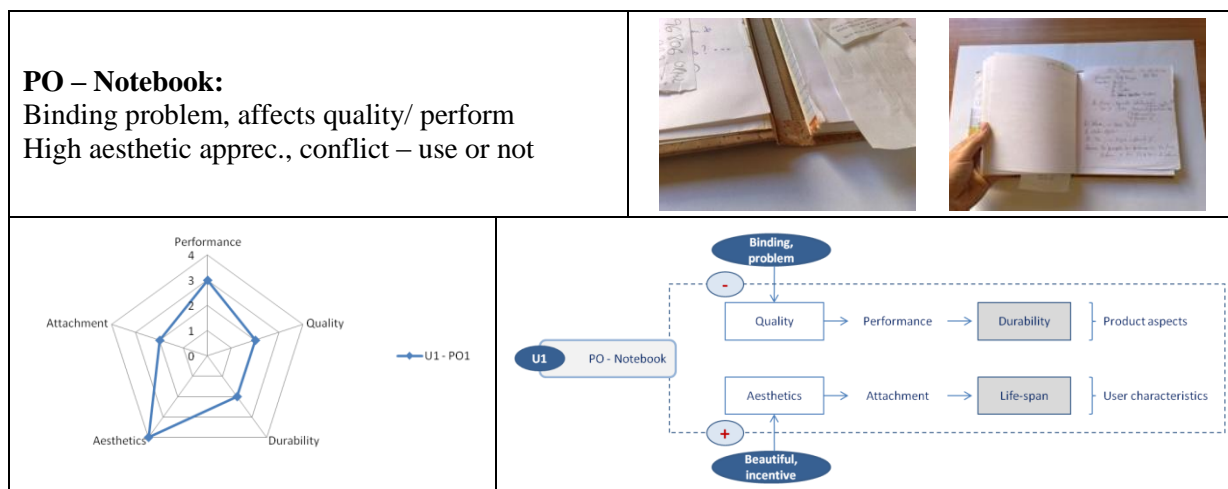 PO – Notebook:
Binding problem, affects quality/ perform
High aesthetic apprec., conflict – use or not
Performance
4
3
2
1
0
Attachment
Quality
Aesthetics
Durability
U1 - PO1
Binding,
problem
-
Quality
Performance
Durability
Product aspects
U1
PO - Notebook
Aesthetics
Attachment
Life-span
User characteristics
+
Beautiful,
incentive